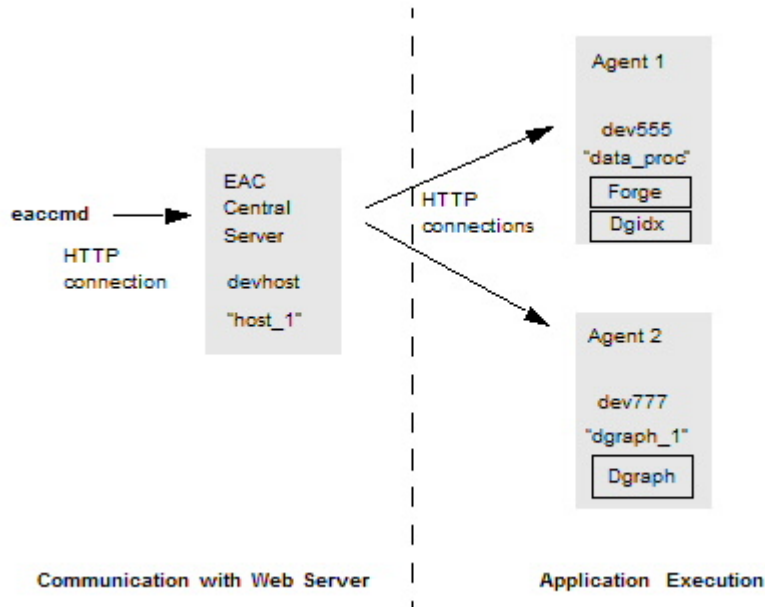 eaccmd
HTTP
connection
EAC
Central
Server
devhost
"host_1"
HTTP
connections
Agent 1
dev555
"data_proc"
Forge
Dgidx
Agent 2
dev777
"dgraph_1"
Dgraph
Communication with Web Server
Application Execution